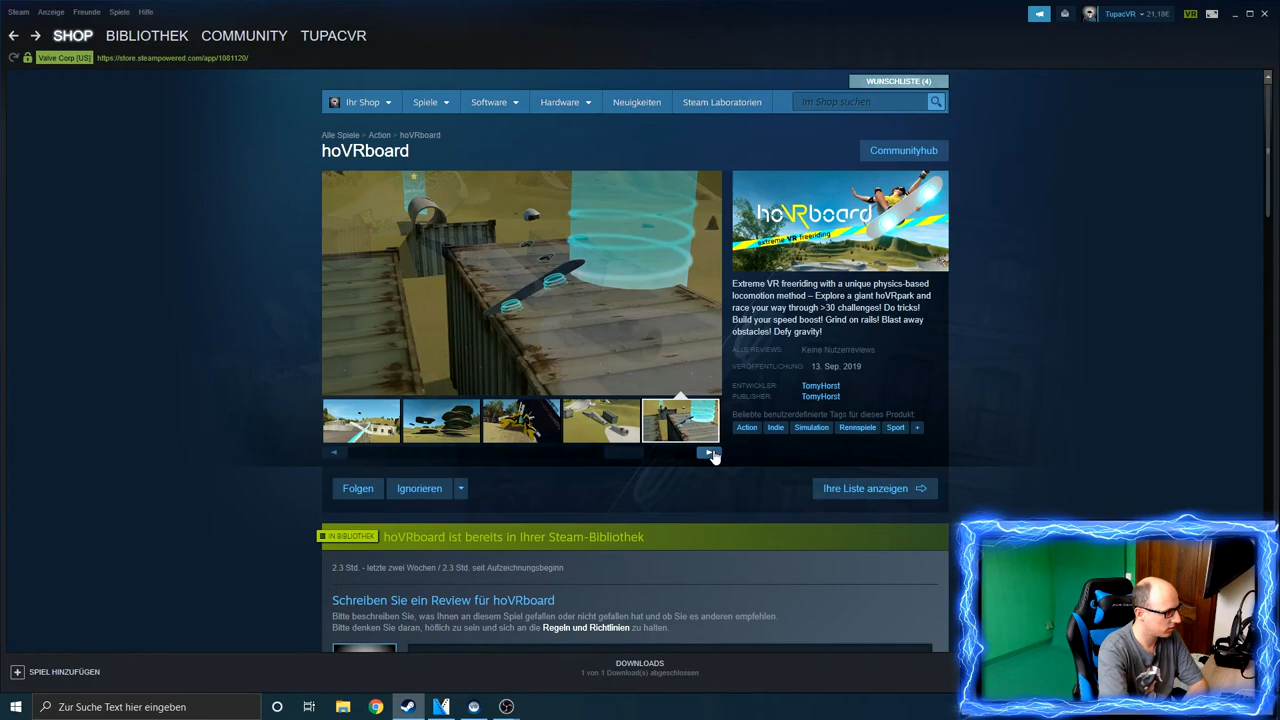 Steam Anzeige Freunde Spiele Hilfe
TupacVR 21,18€ VR
SHOP BIBLIOTHEK COMMUNITY TUPACVR
Valve Corp [US] https://store.steampowered.com/app/1081120/
WUNSCHLISTE (4)
Ihr Shop Spiele Software Hardware Neuigkeiten Steam Laboratorien Im Shop suchen
Alle Spiele > Action > hoVRboard
hoVRboard
Communityhub
hoVRboard
extreme VR freeriding
Extreme VR freeriding with a unique physics-based
locomotion method – Explore a giant hoVRpark and
race your way through >30 challenges! Do tricks!
Build your speed boost! Grind on rails! Blast away
obstacles! Defy gravity!
ALLE REVIEWS: Keine Nutzerreviews
VERÖFFENTLICHUNG: 13. Sep. 2019
ENTWICKLER: TomyHorst
PUBLISHER: TomyHorst
Beliebte benutzerdefinierte Tags für dieses Produkt:
Action Indie Simulation Rennspiele Sport +
Folgen Ignorieren Ihre Liste anzeigen
IN BIBLIOTHEK hoVRboard ist bereits in Ihrer Steam-Bibliothek
2.3 Std. - letzte zwei Wochen / 2.3 Std. seit Aufzeichnungsbeginn
Schreiben Sie ein Review für hoVRboard
Bitte beschreiben sie, was Ihnen an diesem Spiel gefallen oder nicht gefallen hat und ob Sie es anderen empfehlen.
Bitte denken Sie daran, höflich zu sein und sich an die Regeln und Richtlinien zu halten.
SPIEL HINZUFÜGEN
DOWNLOADS
1 von 1 Download(s) abgeschlossen
Zur Suche Text hier eingeben